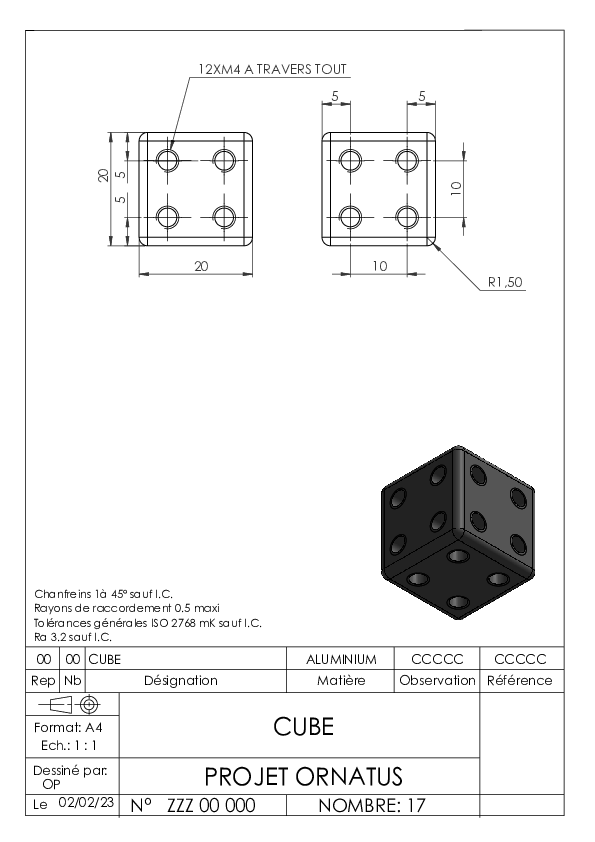 12XM4 A TRAVERS TOUT
5 5
20 5 5 10
20 10
R1,50
Chanfreins 1à 45° sauf I.C.
Rayons de raccordement 0.5 maxi
Tolérances générales ISO 2768 mK sauf I.C.
Ra 3.2 sauf I.C.
00 00 CUBE ALUMINIUM CCCCC CCCCC
Rep Nb Désignation Matière Observation Référence
CUBE
Format: A4
Ech.: 1 : 1
Dessiné par:
OP
PROJET ORNATUS
Le 02/02/23 N° ZZZ 00 000 NOMBRE: 17